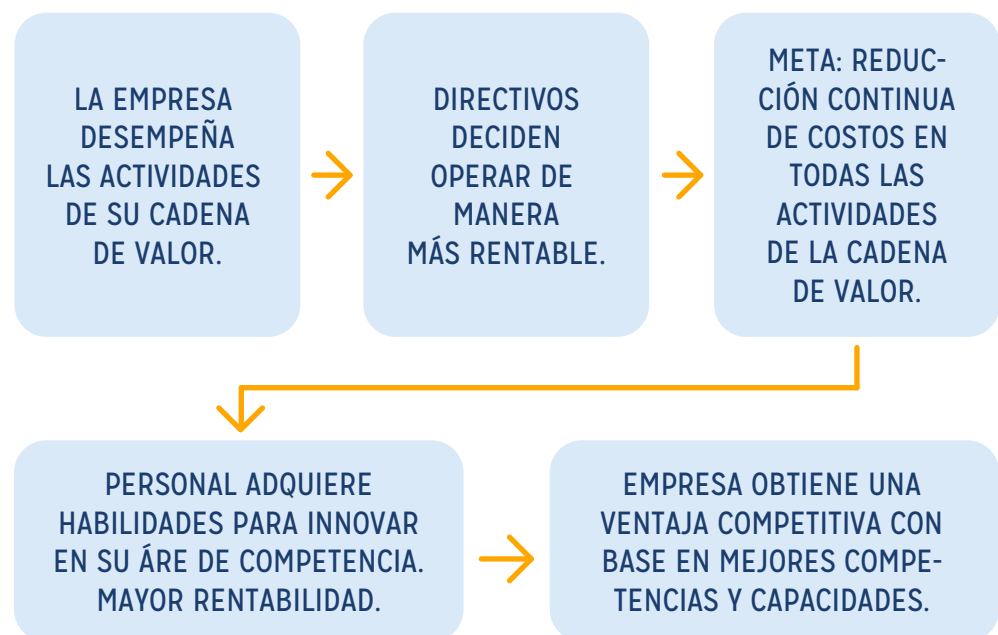 LA EMPRESA
DESEMPEÑA
LAS ACTIVIDADES
DE SU CADENA
DE VALOR.
DIRECTIVOS
DECIDEN
OPERAR DE
MANERA
MÁS RENTABLE.
META: REDUC-
CIÓN CONTINUA
DE COSTOS EN
TODAS LAS
ACTIVIDADES
DE LA CADENA
DE VALOR.
PERSONAL ADQUIERE
HABILIDADES PARA INNOVAR
EN SU ÁRE DE COMPETENCIA.
MAYOR RENTABILIDAD.
EMPRESA OBTIENE UNA
VENTAJA COMPETITIVA CON
BASE EN MEJORES COMPE-
TENCIAS Y CAPACIDADES.